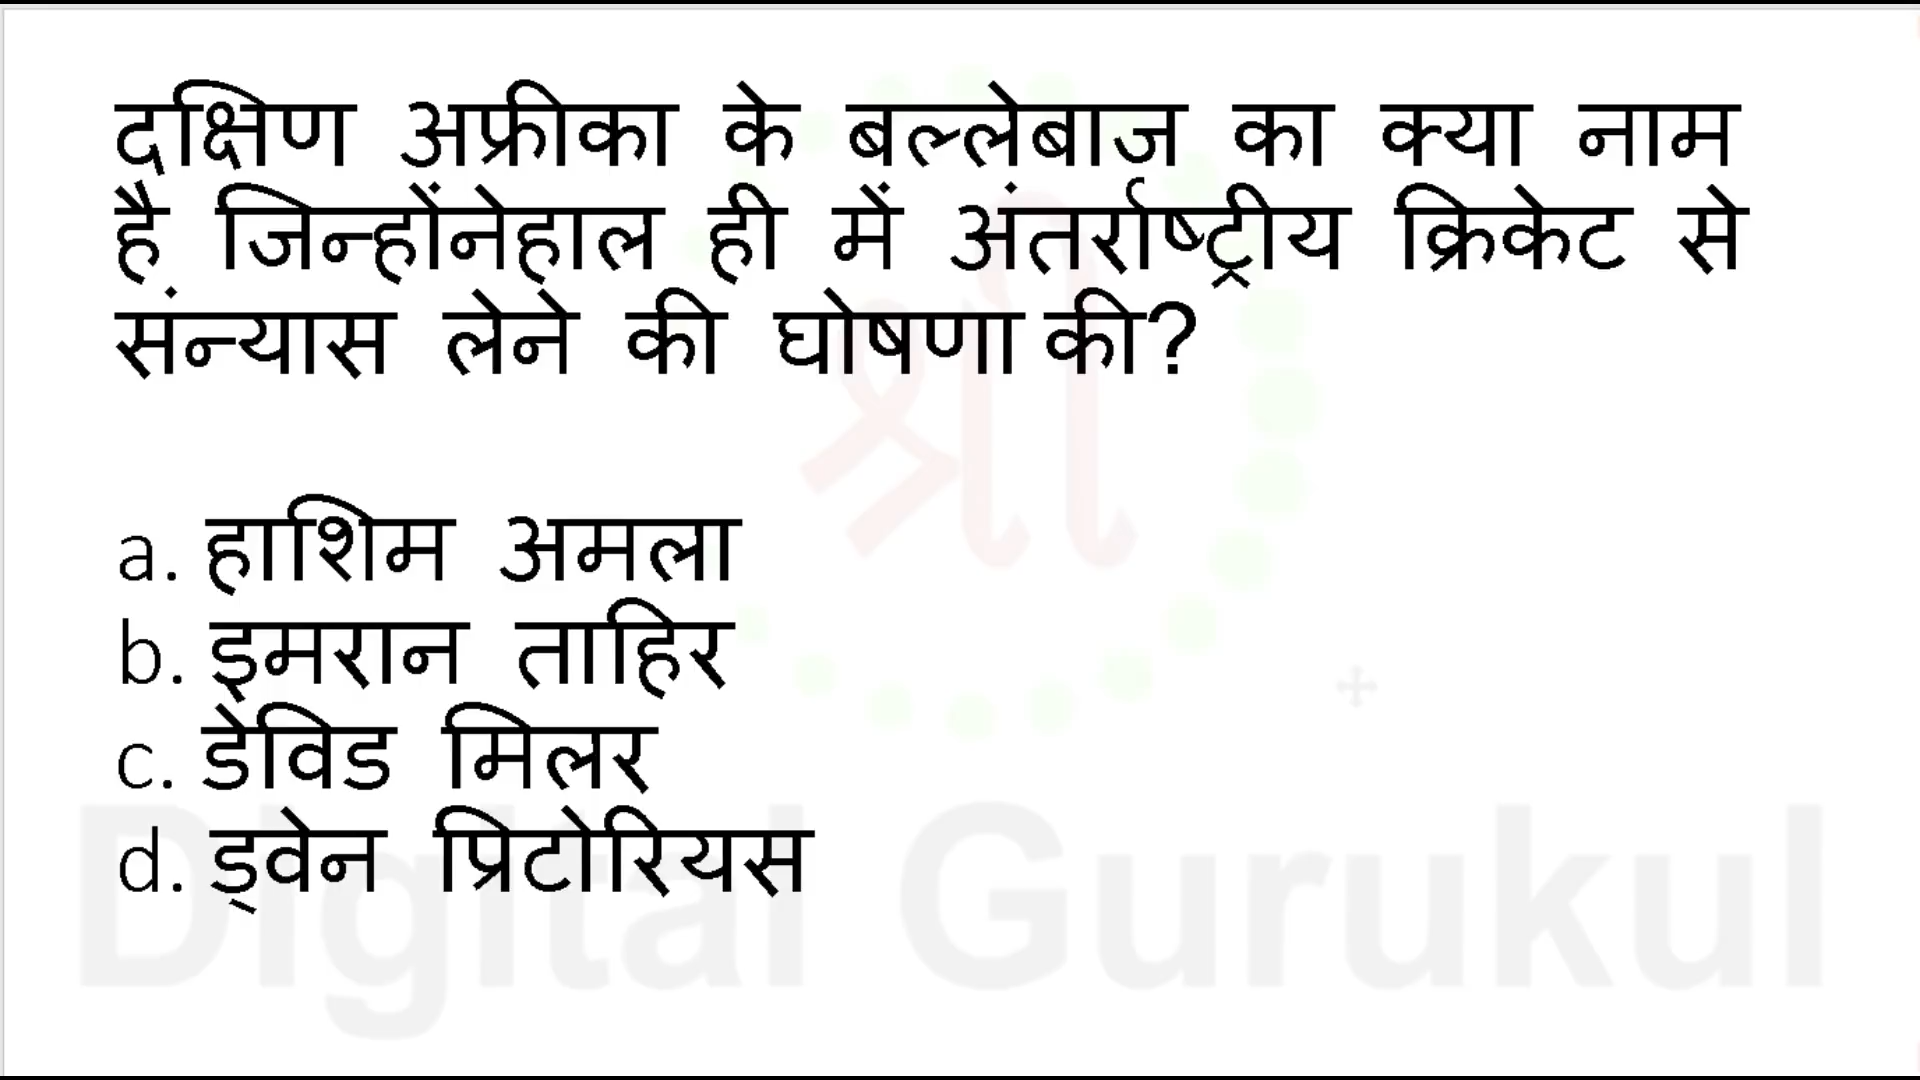 दक्षिण अफ्रीका के बल्लेबाज का क्या नाम
है जिन्होंनेहाल ही में अंतर्राष्ट्रीय क्रिकेट से
संन्यास लेने की घोषणा की?
a. हाशिम अमला
b. इमरान ताहिर
c. डेविड मिलर
d. ड्वेन प्रिटोरियस
श्री
Digital Gurukul